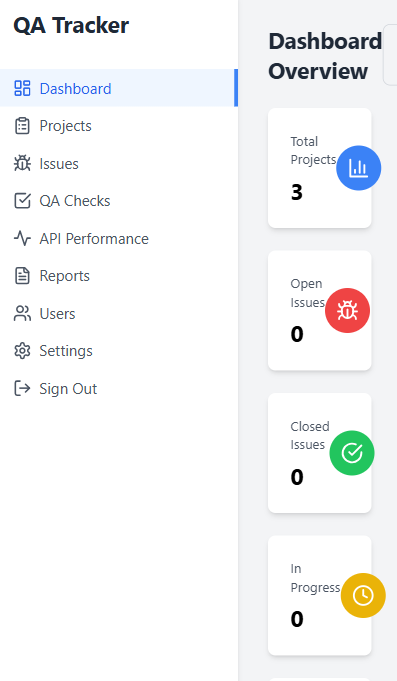 QA Tracker
Dashboard
Projects
Issues
QA Checks
API Performance
Reports
Users
Settings
Sign Out
Dashboard
Overview
Total
Projects
3
Open
Issues
0
Closed
Issues
0
In
Progress
0